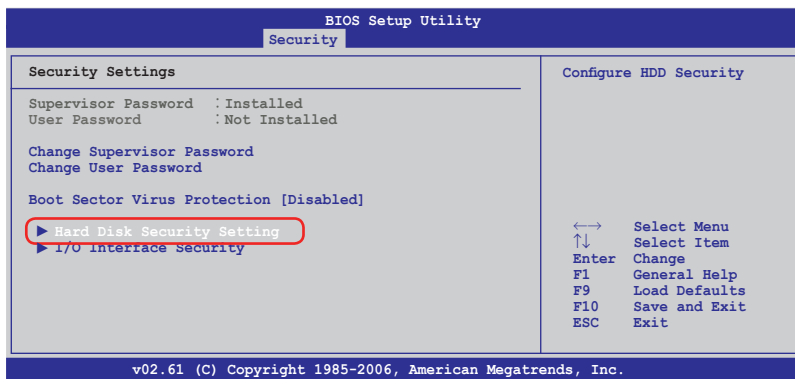 BIOS Setup Utility
Security
Security Settings
Supervisor Password : Installed
User Password : Not Installed
Change Supervisor Password
Change User Password
Boot Sector Virus Protection [Disabled]
▶ Hard Disk Security Setting
▶ I/O Interface Security
Configure HDD Security
←→ Select Menu
↑↓ Select Item
Enter Change
F1 General Help
F9 Load Defaults
F10 Save and Exit
ESC Exit
v02.61 (C) Copyright 1985-2006, American Megatrends, Inc.